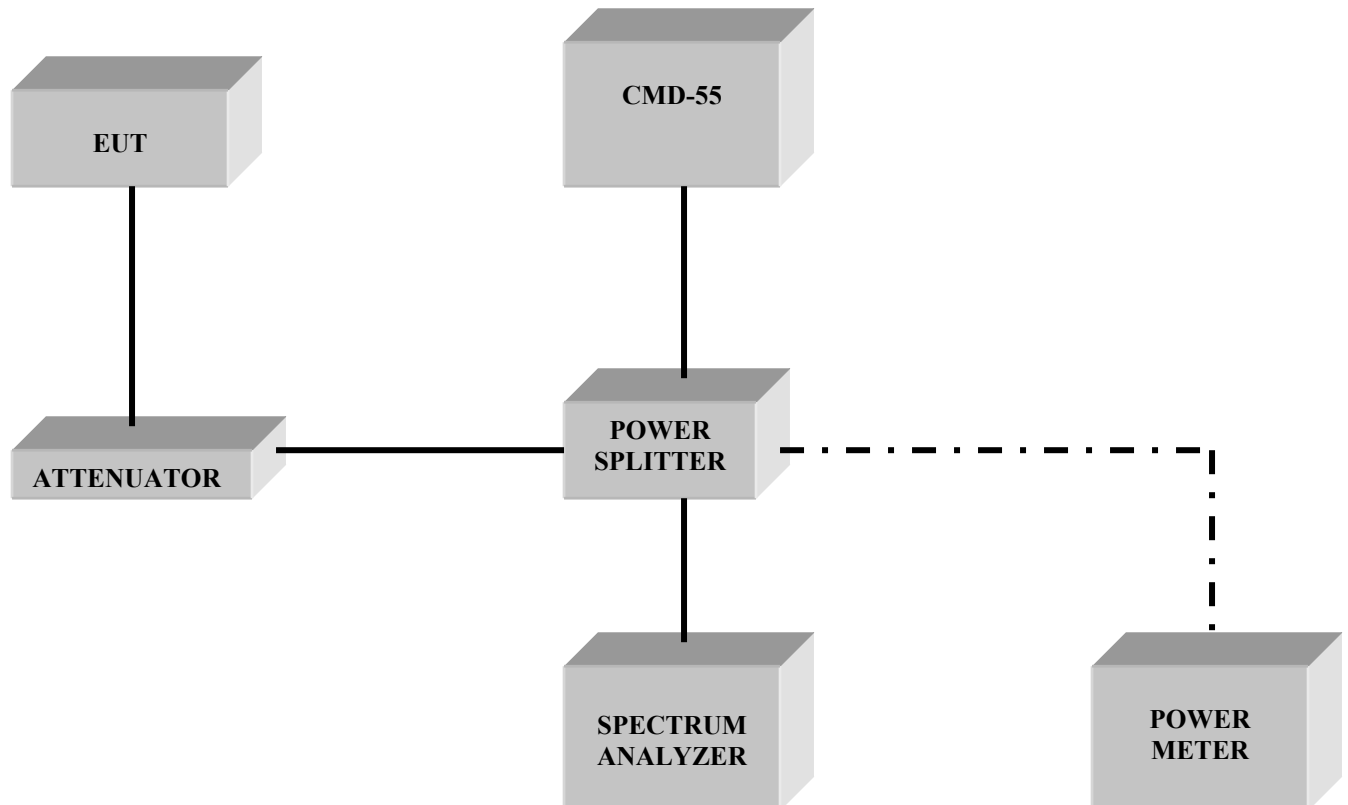 CMD-55
EUT
POWER
SPLITTER
ATTENUATOR
SPECTRUM
ANALYZER
POWER
METER